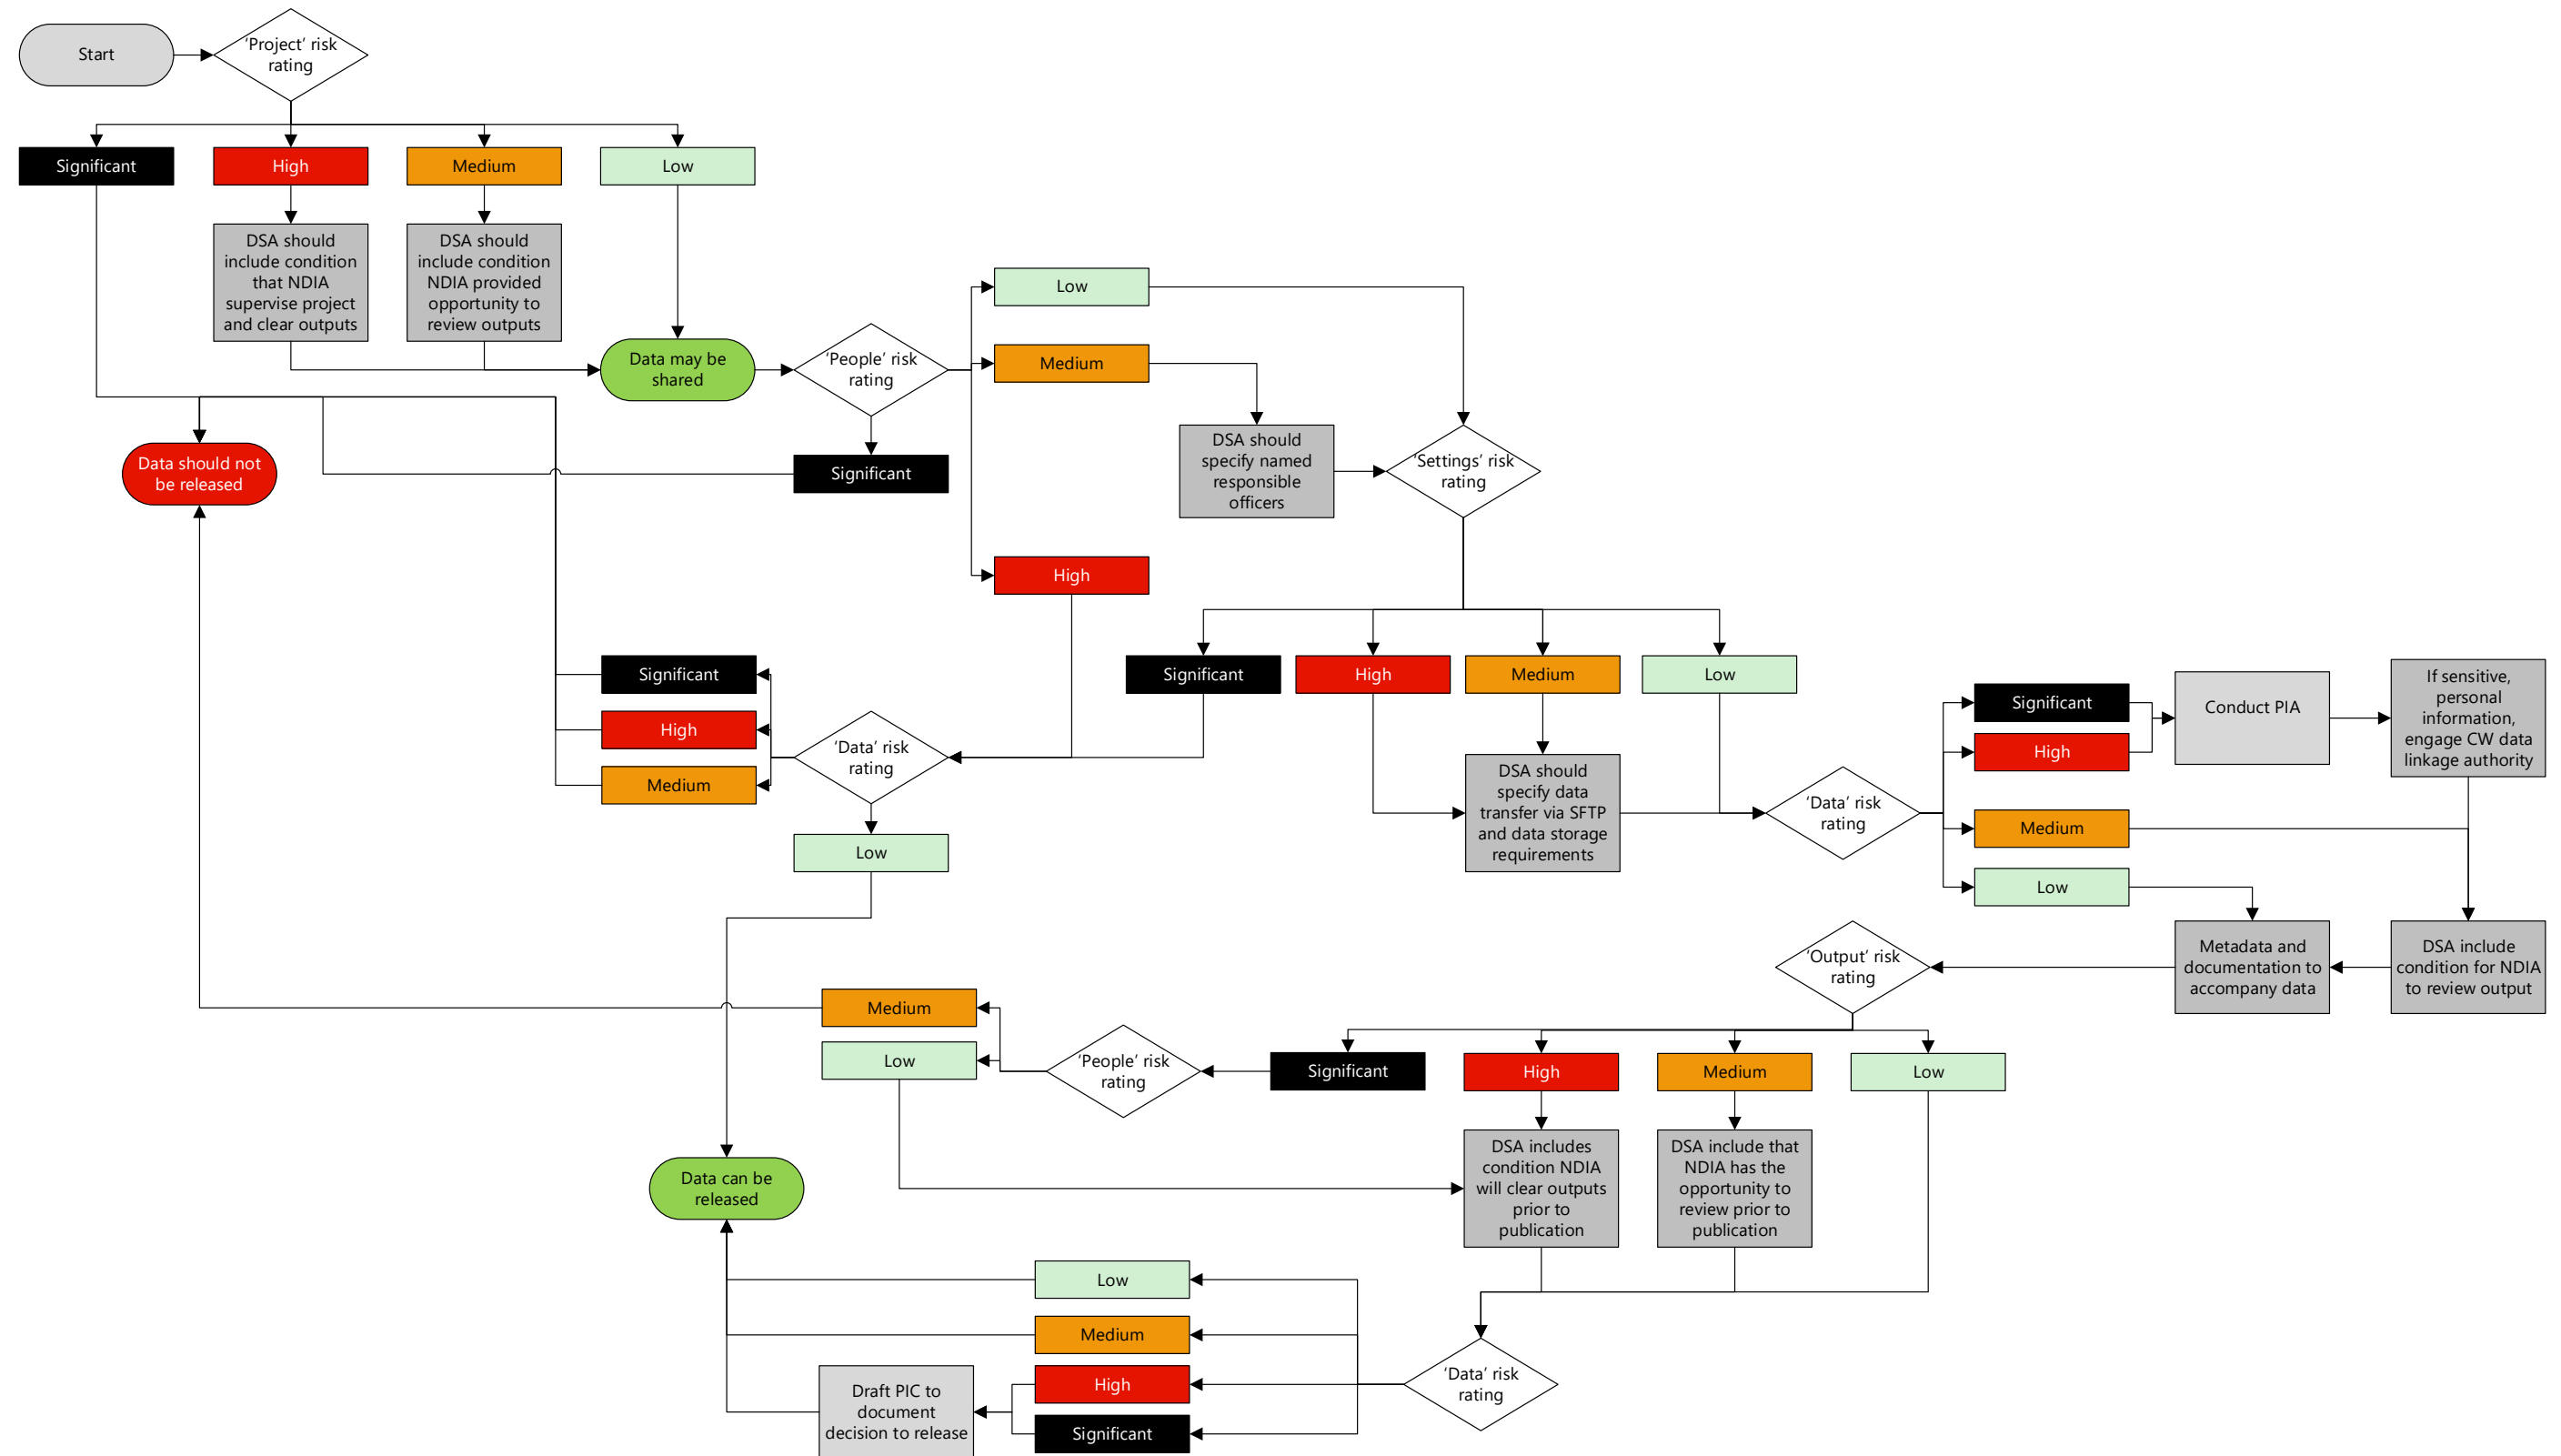 Start
‘Project’ risk
rating
Significant
High
Medium
Low
DSA should
include condition
that NDIA
supervise project
and clear outputs
DSA should
include condition
NDIA provided
opportunity to
review outputs
Data may be
shared
‘People’ risk
rating
Low
Medium
Significant
High
Data should not
be released
DSA should
specify named
responsible
officers
‘Settings’ risk
rating
Significant
High
Medium
Low
Significant
High
Medium
‘Data’ risk
rating
Low
DSA should
specify data
transfer via SFTP
and data storage
requirements
‘Data’ risk
rating
Significant
High
Medium
Low
Conduct PIA
If sensitive,
personal
information,
engage CW data
linkage authority
‘Output’ risk
rating
Metadata and
documentation to
accompany data
DSA include
condition for NDIA
to review output
Medium
Low
‘People’ risk
rating
Significant
High
Medium
Low
Data can be
released
DSA includes
condition NDIA
will clear outputs
prior to
publication
DSA include that
NDIA has the
opportunity to
review prior to
publication
Low
Medium
High
Significant
Draft PIC to
document
decision to release
‘Data’ risk
rating